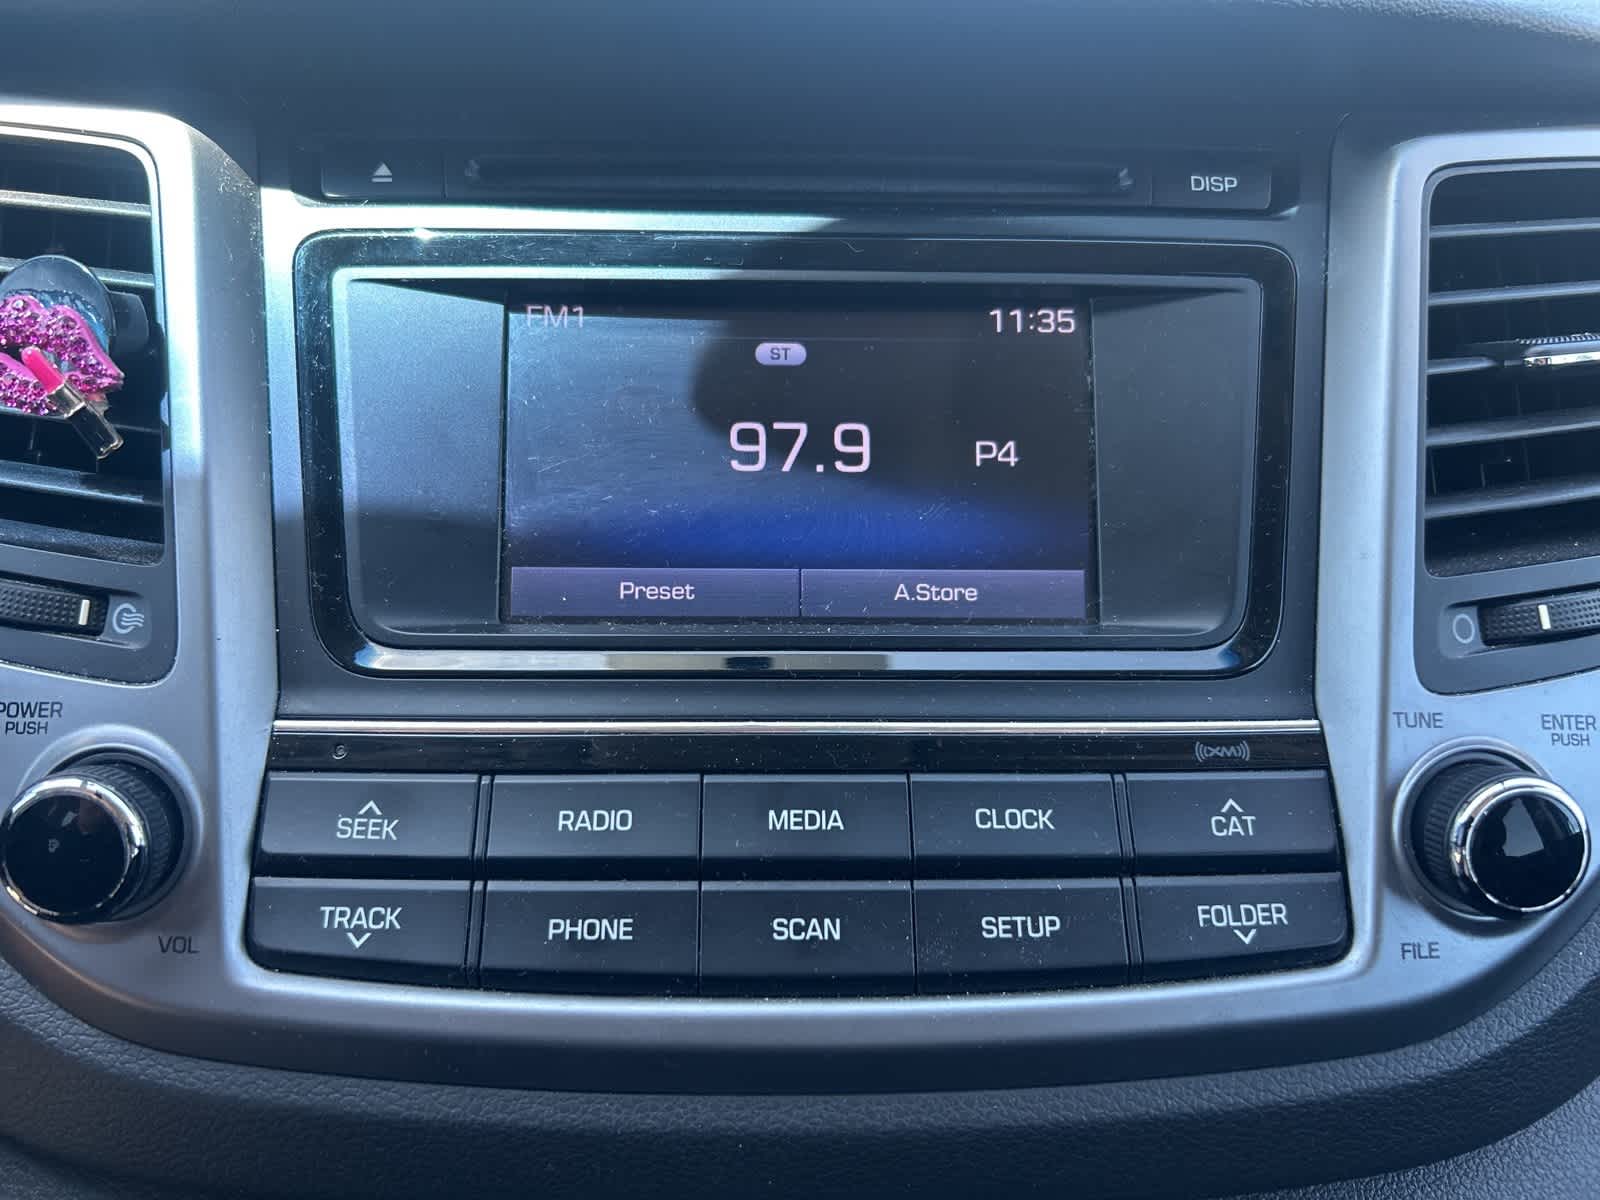 DISP
FM1 11:35
ST
97.9 P4
Preset A.Store
POWER
PUSH
VOL
TUNE
ENTER
PUSH
FILE
((XM))
SEEK RADIO MEDIA CLOCK CAT
TRACK PHONE SCAN SETUP FOLDER